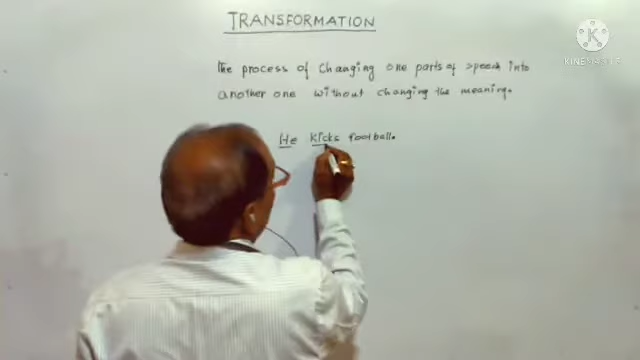 TRANSFORMATION
The process of changing one parts of speech into
another one without changing the meaning.
He kicks football.
KINEMASTER